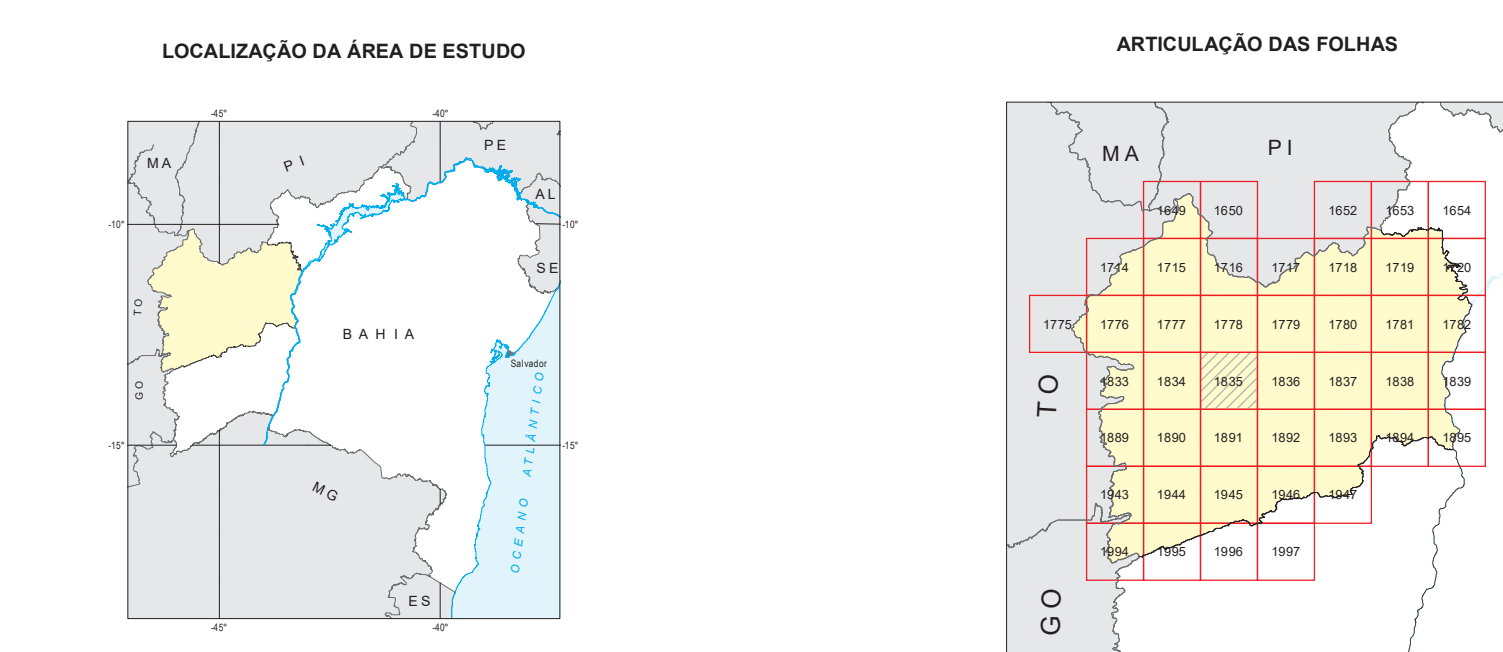 LOCALIZAÇÃO DA ÁREA DE ESTUDO
-45° -40°
MA PI PE
AL
-10° -10°
SE
TO
BAHIA
Salvador
GO
OCEANO ATLÂNTICO
-15° -15°
MG
ES
-45° -40°
ARTICULAÇÃO DAS FOLHAS
MA PI
1649 1650 1652 1653 1654
1714 1715 1716 1717 1718 1719 1720
1775 1776 1777 1778 1779 1780 1781 1782
TO
1833 1834 1835 1836 1837 1838 1839
1889 1890 1891 1892 1893 1894 1895
1943 1944 1945 1946 1947
1994 1995 1996 1997
GO